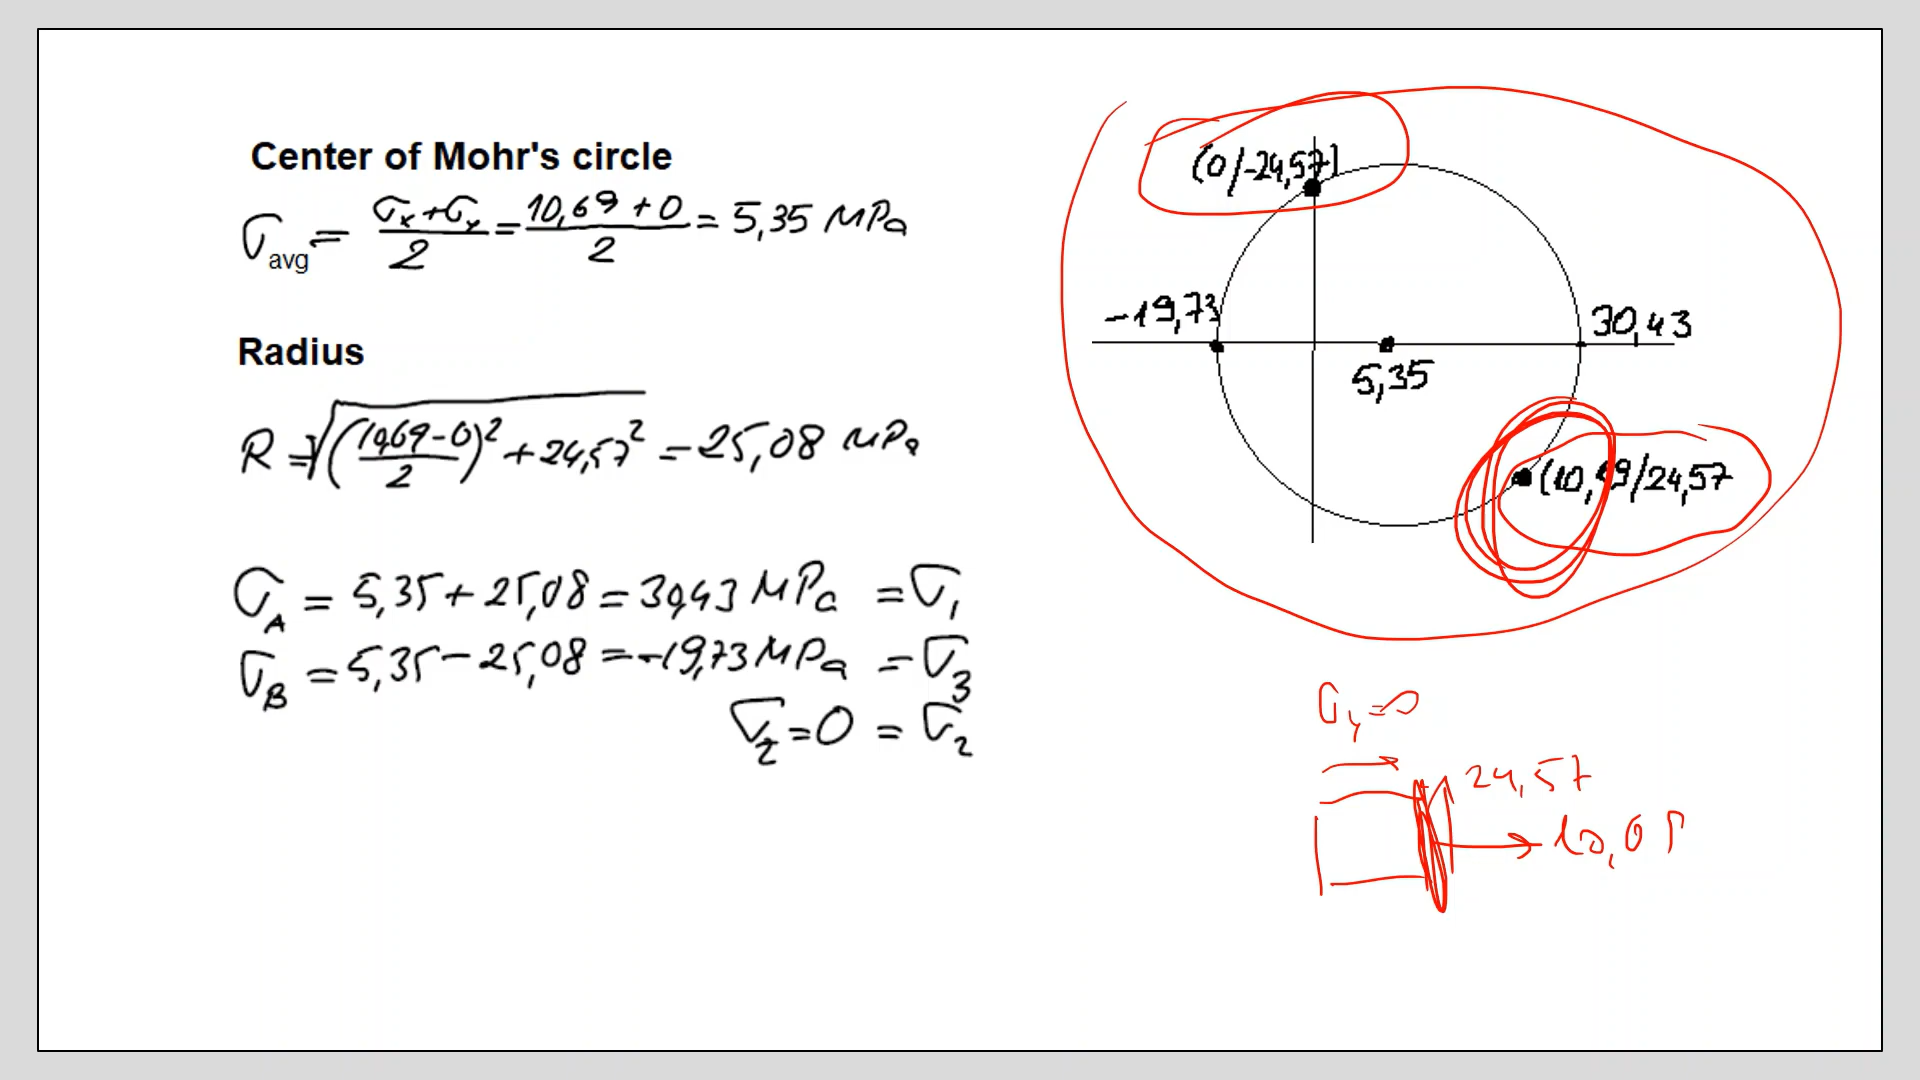 Center of Mohr's circle
σavg = (σx + σy)/2 = (10,69 + 0)/2 = 5,35 MPa
Radius
R = √(((10,69 - 0)/2)² + 24,57²) = 25,08 MPa
σA = 5,35 + 25,08 = 30,43 MPa = σ1
σB = 5,35 - 25,08 = -19,73 MPa = σ3
σz = 0 = σ2
(0/-24,57)
-19,73
30,43
5,35
(10,69/24,57
σy = 0
24,57